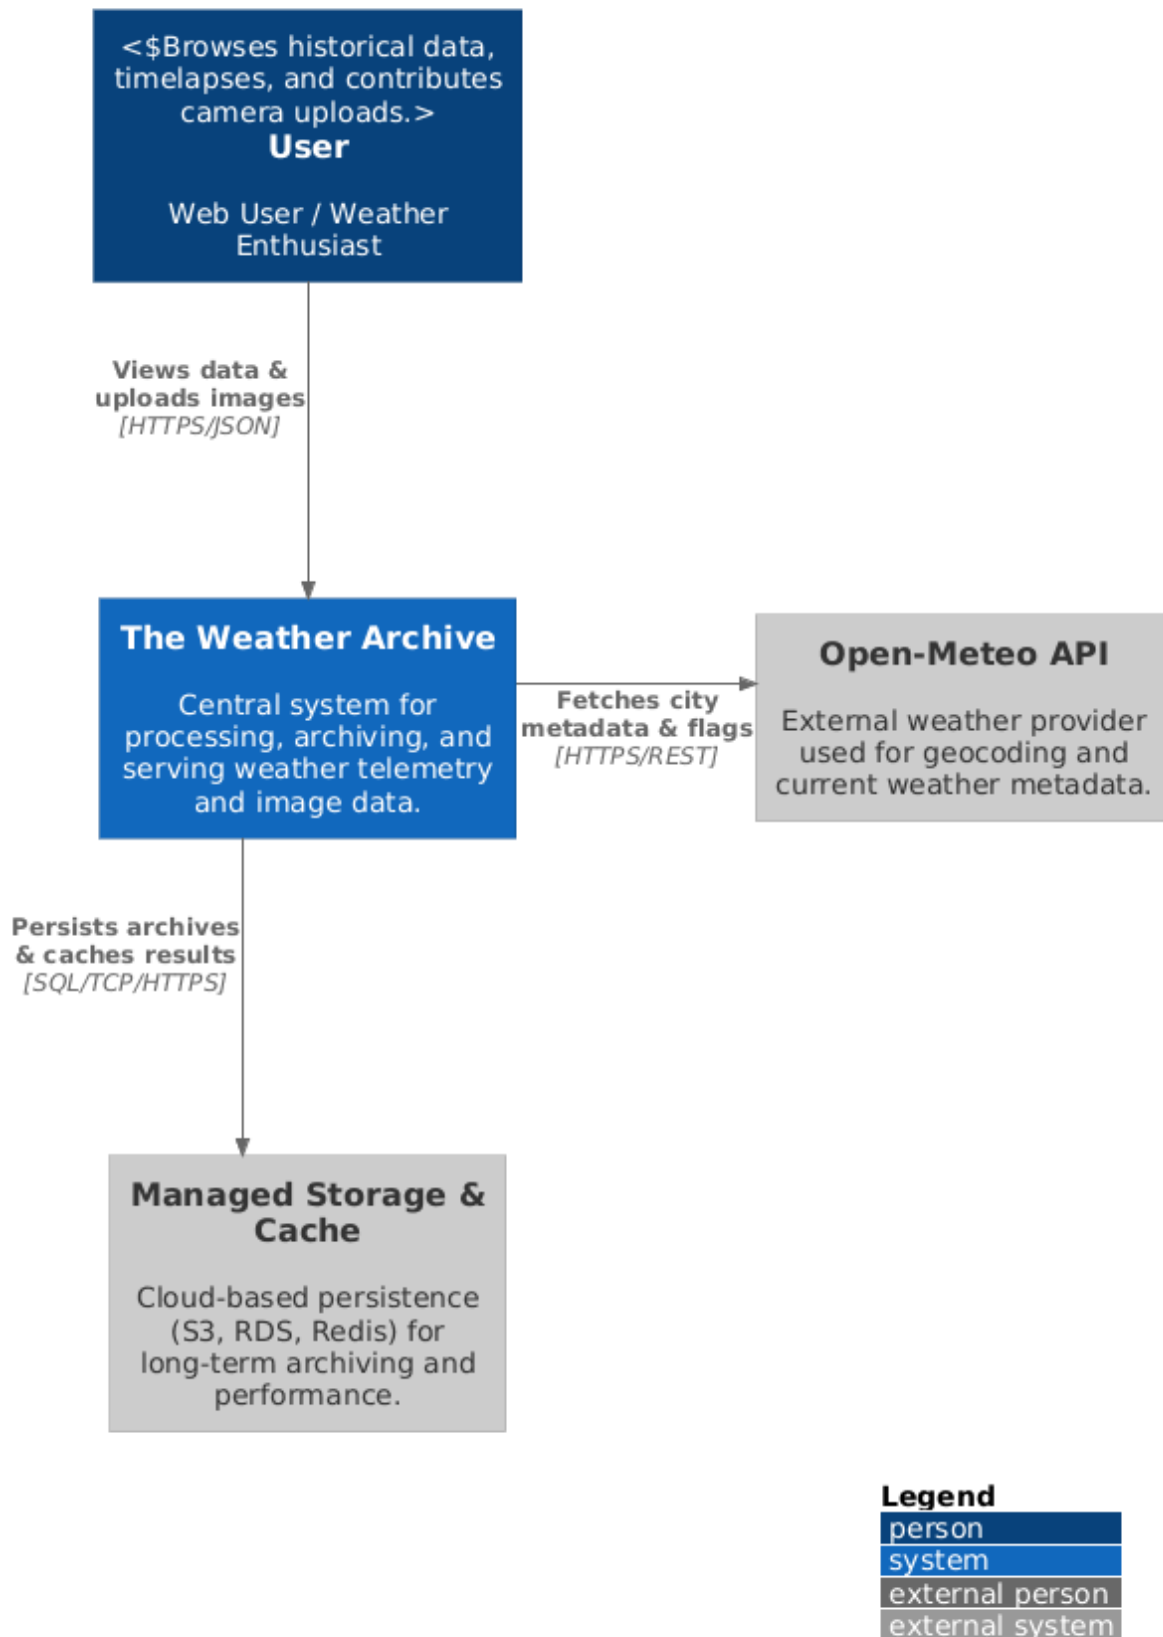 <$Browses historical data,
timelapses, and contributes
camera uploads.>
User
Web User / Weather
Enthusiast
Views data &
uploads images
[HTTPS/JSON]
The Weather Archive
Central system for
processing, archiving, and
serving weather telemetry
and image data.
Fetches city
metadata & flags
[HTTPS/REST]
Open-Meteo API
External weather provider
used for geocoding and
current weather metadata.
Persists archives
& caches results
[SQL/TCP/HTTPS]
Managed Storage &
Cache
Cloud-based persistence
(S3, RDS, Redis) for
long-term archiving and
performance.
Legend
person
system
external person
external system